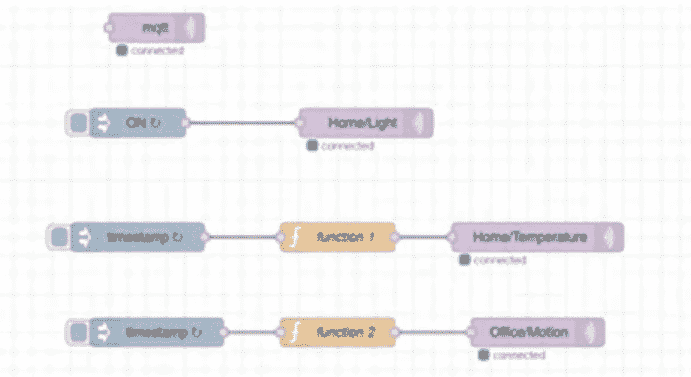 mqtt
connected
ON ↻
Home/Light
connected
timestamp ↻
function 1
Home/Temperature
connected
timestamp ↻
function 2
Office/Motion
connected